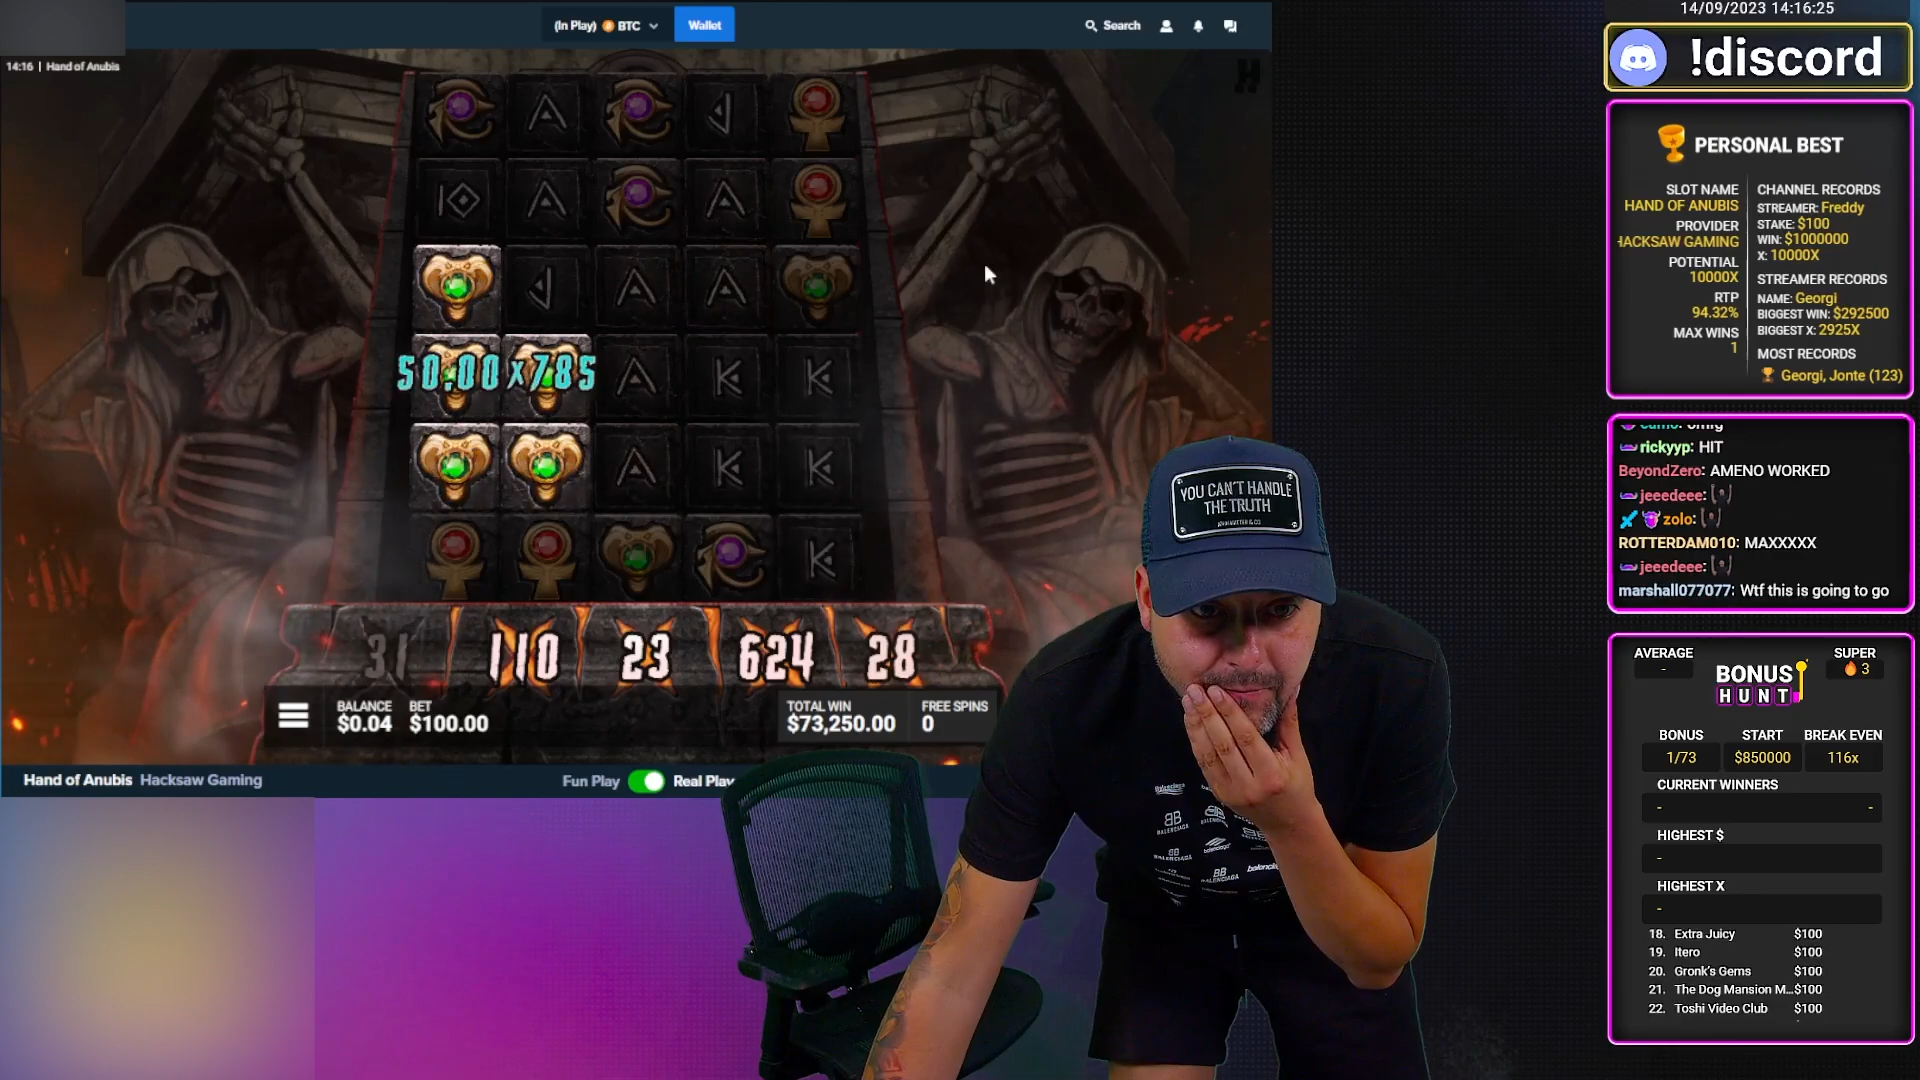 14/09/2023 14:16:25
(In Play) BTC
Wallet
Search
!discord
14:16 | Hand of Anubis
PERSONAL BEST
SLOT NAME
HAND OF ANUBIS
PROVIDER
HACKSAW GAMING
POTENTIAL
10000X
RTP
94.32%
MAX WINS
1
CHANNEL RECORDS
STREAMER: Freddy
STAKE: $100
WIN: $1000000
X: 10000X
STREAMER RECORDS
NAME: Georgi
BIGGEST WIN: $292500
BIGGEST X: 2925X
MOST RECORDS
Georgi, Jonte (123)
A J
10 A A
J A A
50.00 x785 A K K
A K
K
31 110 23 624 28
BALANCE
$0.04
BET
$100.00
TOTAL WIN
$73,250.00
FREE SPINS
0
Hand of Anubis Hacksaw Gaming
Fun Play
Real Play
YOU CAN'T HANDLE
THE TRUTH
BALENCIAGA
rickyyp: HIT
BeyondZero: AMENO WORKED
jeeedeee:
zolo:
ROTTERDAM010: MAXXXXX
jeeedeee:
marshall077077: Wtf this is going to go
AVERAGE
-
BONUS
HUNT
SUPER
3
BONUS START BREAK EVEN
1/73 $850000 116x
CURRENT WINNERS
- -
HIGHEST $
-
HIGHEST X
-
18. Extra Juicy $100
19. Itero $100
20. Gronk's Gems $100
21. The Dog Mansion M...$100
22. Toshi Video Club $100